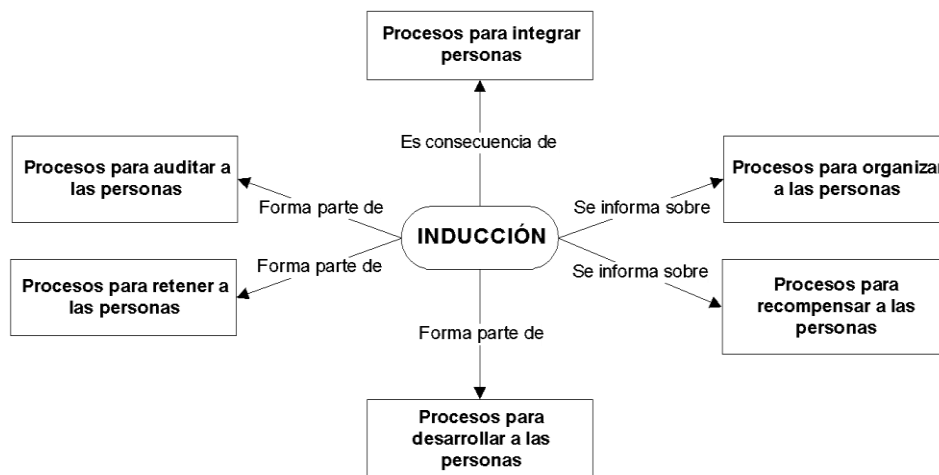 Procesos para integrar
personas
Es consecuencia de
Procesos para auditar a
las personas
Forma parte de
Procesos para organizar
a las personas
Se informa sobre
INDUCCIÓN
Procesos para retener a
las personas
Forma parte de
Se informa sobre
Procesos para
recompensar a las
personas
Forma parte de
Procesos para
desarrollar a las
personas